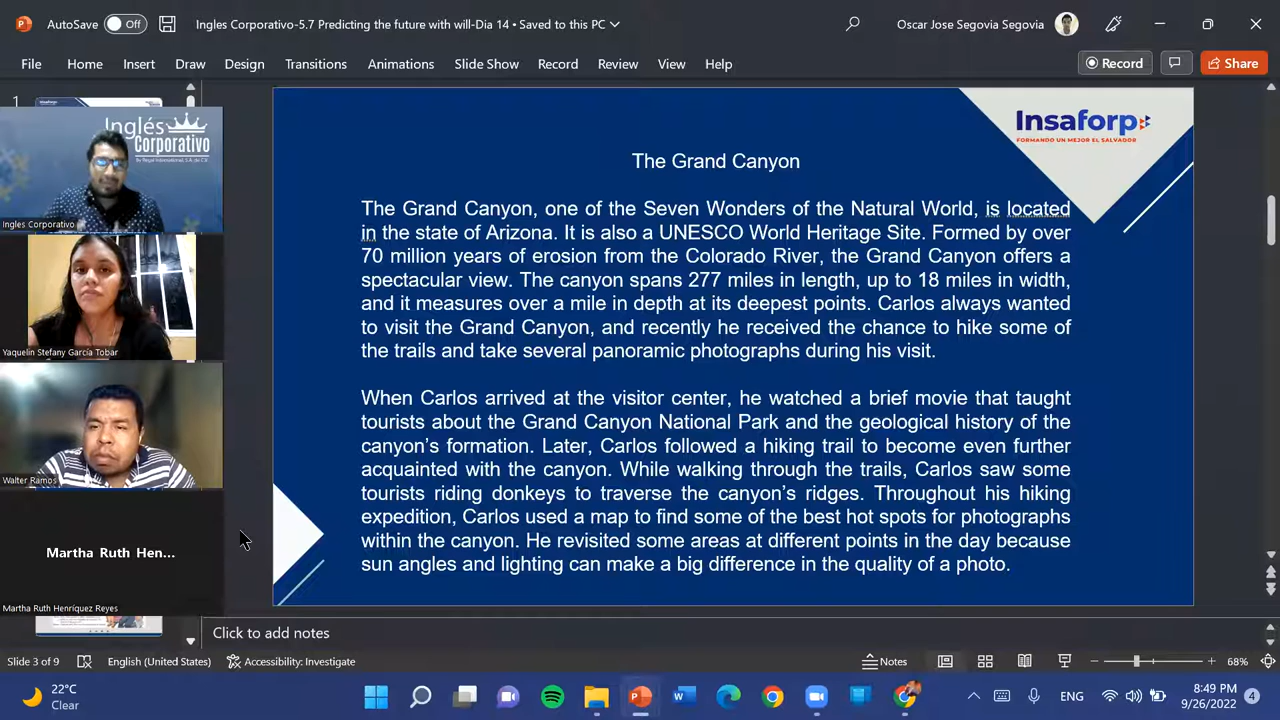 AutoSave Off Ingles Corporativo-5.7 Predicting the future with will-Dia 14 • Saved to this PC Oscar Jose Segovia Segovia
File Home Insert Draw Design Transitions Animations Slide Show Record Review View Help Record Share
1
Inglés
Corporativo
By Regal International, S.A. de C.V.
Ingles Corporativo
Yaquelin Stefany García Tobar
Walter Ramos
Martha Ruth Hen...
Martha Ruth Henríquez Reyes
Insaforp
FORMANDO UN MEJOR EL SALVADOR
The Grand Canyon
The Grand Canyon, one of the Seven Wonders of the Natural World, is located
in the state of Arizona. It is also a UNESCO World Heritage Site. Formed by over
70 million years of erosion from the Colorado River, the Grand Canyon offers a
spectacular view. The canyon spans 277 miles in length, up to 18 miles in width,
and it measures over a mile in depth at its deepest points. Carlos always wanted
to visit the Grand Canyon, and recently he received the chance to hike some of
the trails and take several panoramic photographs during his visit.
When Carlos arrived at the visitor center, he watched a brief movie that taught
tourists about the Grand Canyon National Park and the geological history of the
canyon's formation. Later, Carlos followed a hiking trail to become even further
acquainted with the canyon. While walking through the trails, Carlos saw some
tourists riding donkeys to traverse the canyon's ridges. Throughout his hiking
expedition, Carlos used a map to find some of the best hot spots for photographs
within the canyon. He revisited some areas at different points in the day because
sun angles and lighting can make a big difference in the quality of a photo.
Click to add notes
Slide 3 of 9 English (United States) Accessibility: Investigate Notes 68%
22°C
Clear
ENG
8:49 PM
9/26/2022
4